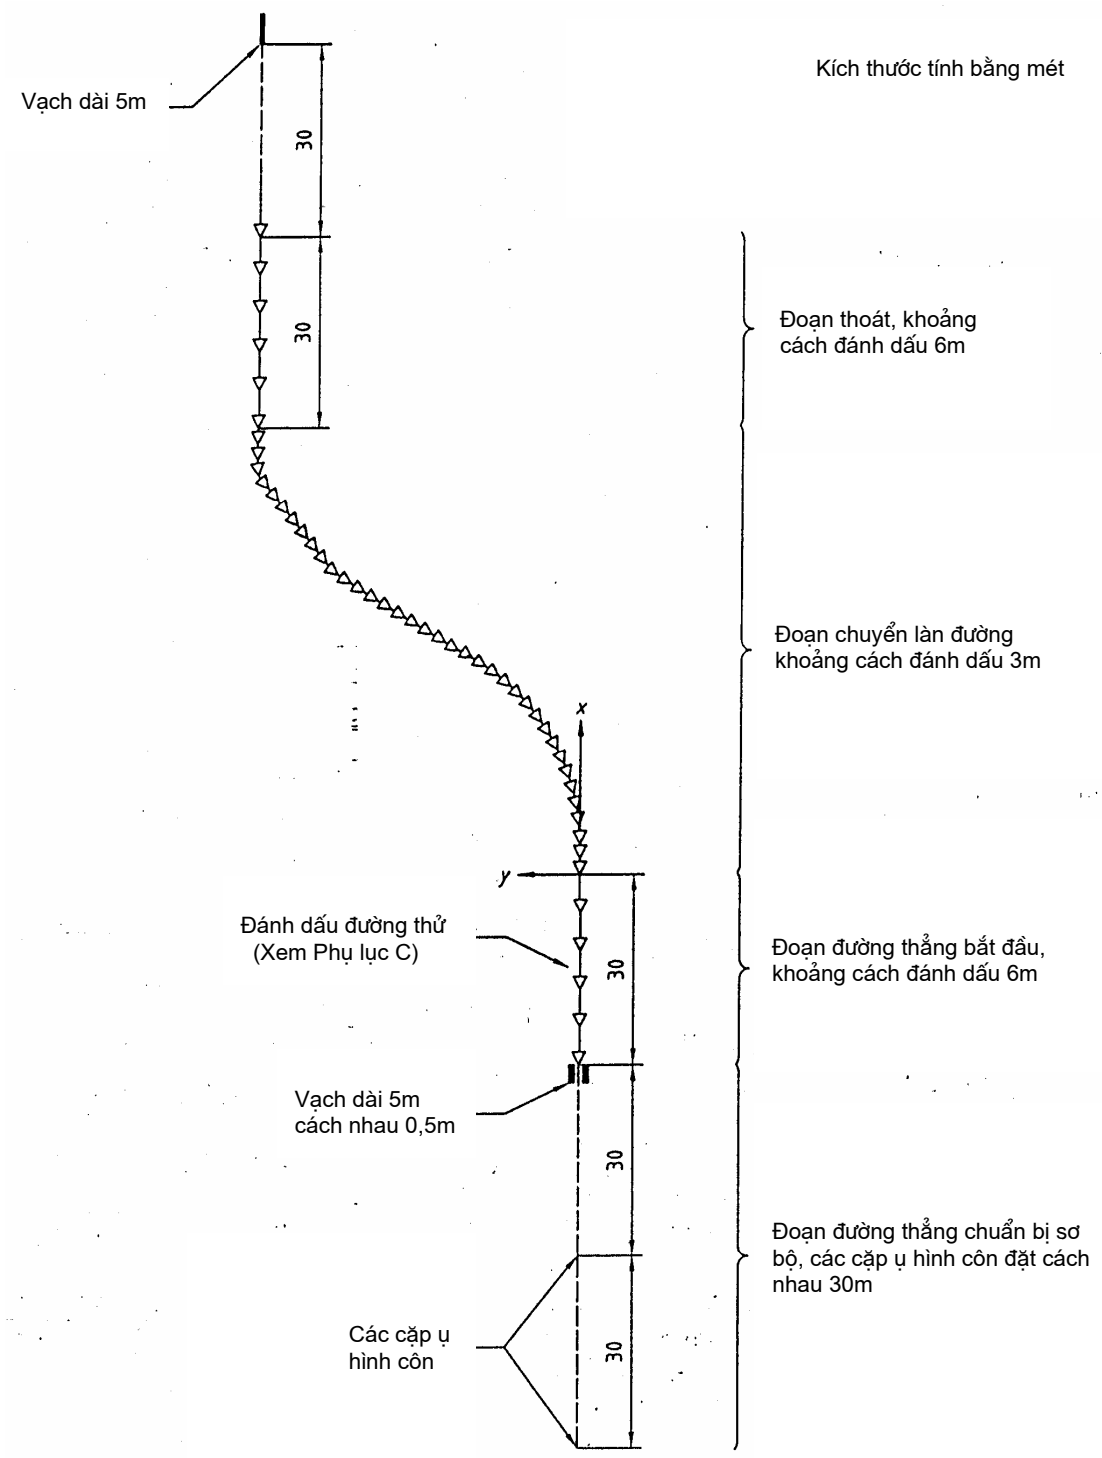 Kích thước tính bằng mét
Vạch dài 5m
30
30
Đoạn thoát, khoảng
cách đánh dấu 6m
Đoạn chuyển làn đường
khoảng cách đánh dấu 3m
x
y
Đánh dấu đường thử
(Xem Phụ lục C)
30
Đoạn đường thẳng bắt đầu,
khoảng cách đánh dấu 6m
Vạch dài 5m
cách nhau 0,5m
30
Đoạn đường thẳng chuẩn bị sơ
bộ, các cặp ụ hình côn đặt cách
nhau 30m
Các cặp ụ
hình côn
30